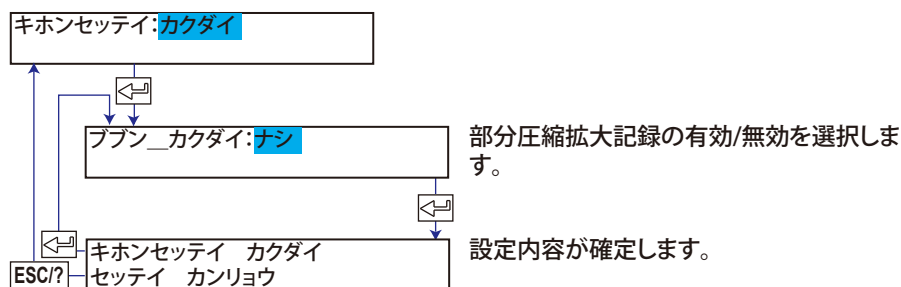 キホンセッテイ:カクダイ
ブブン__カクダイ:ナシ
部分圧縮拡大記録の有効/無効を選択しま
す。
キホンセッテイ　カクダイ
セッテイ　カンリョウ
設定内容が確定します。
ESC/?